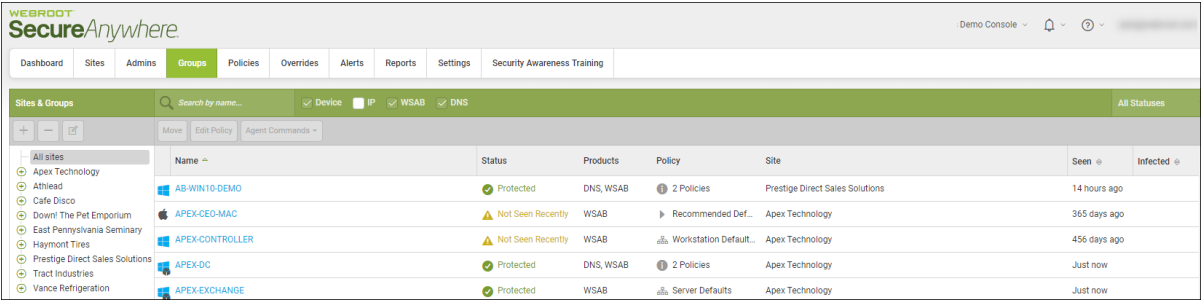 WEBROOT
SecureAnywhere
Demo Console
Dashboard Sites Admins Groups Policies Overrides Alerts Reports Settings Security Awareness Training
Sites & Groups Search by name... Device IP WSAB DNS All Statuses
Move Edit Policy Agent Commands
All sites
Apex Technology
Athlead
Cafe Disco
Down! The Pet Emporium
East Pennyslvania Seminary
Haymont Tires
Prestige Direct Sales Solutions
Tract Industries
Vance Refrigeration
Name Status Products Policy Site Seen Infected
AB-WIN10-DEMO Protected DNS, WSAB 2 Policies Prestige Direct Sales Solutions 14 hours ago
APEX-CEO-MAC Not Seen Recently WSAB Recommended Def... Apex Technology 365 days ago
APEX-CONTROLLER Not Seen Recently WSAB Workstation Default... Apex Technology 456 days ago
APEX-DC Protected DNS, WSAB 2 Policies Apex Technology Just now
APEX-EXCHANGE Protected WSAB Server Defaults Apex Technology Just now